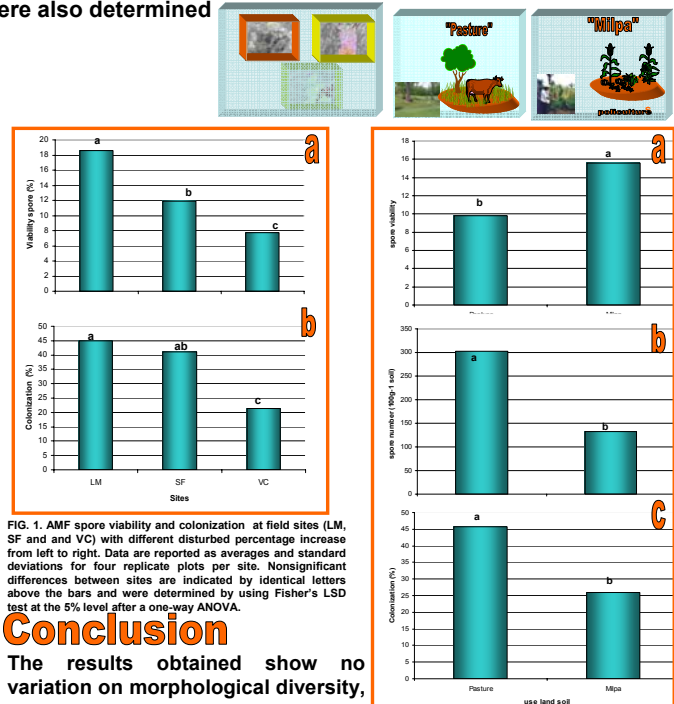 ere also determined
"Pasture"
"Milpa"
policulture
a
20
18
16
14
12
10
8
6
4
2
0
Viability spore (%)
a
b
c
b
50
45
40
35
30
25
20
15
10
5
0
Colonization (%)
a
ab
c
LM SF VC
Sites
FIG. 1. AMF spore viability and colonization at field sites (LM,
SF and and VC) with different disturbed percentage increase
from left to right. Data are reported as averages and standard
deviations for four replicate plots per site. Nonsignificant
differences between sites are indicated by identical letters
above the bars and were determined by using Fisher's LSD
test at the 5% level after a one-way ANOVA.
Conclusion
The results obtained show no
variation on morphological diversity,
a
18
16
14
12
10
8
6
4
2
0
spore viability
b
a
b
350
300
250
200
150
100
50
0
spore number (100g-1 soil)
a
b
c
50
45
40
35
30
25
20
15
10
5
0
Colonization (%)
a
b
Pasture Milpa
use land soil